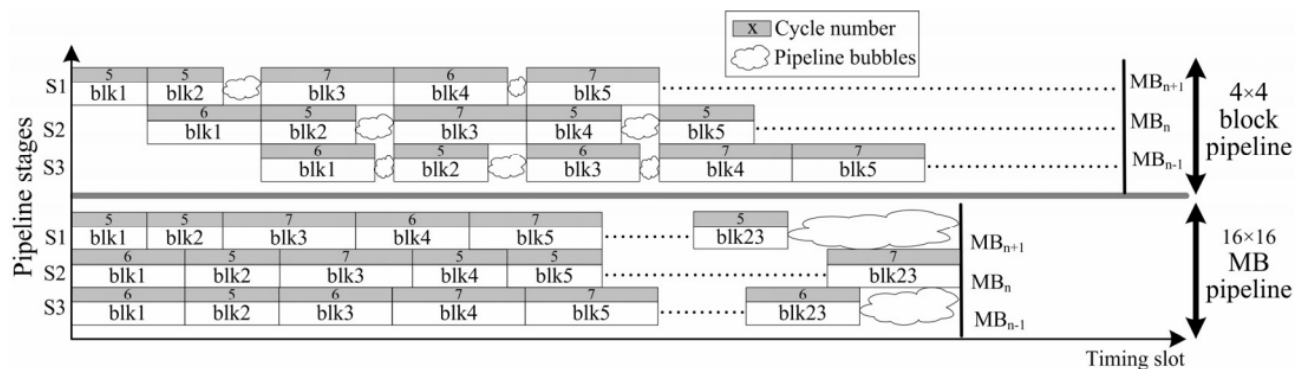 x Cycle number
Pipeline bubbles
Pipeline stages
S1
5 5 7 6 7
blk1 blk2 blk3 blk4 blk5
MBn+1
S2
6 5 7 5 5
blk1 blk2 blk3 blk4 blk5
MBn
S3
6 5 6 7 7
blk1 blk2 blk3 blk4 blk5
MBn-1
4×4
block
pipeline
S1
5 5 7 6 7 5
blk1 blk2 blk3 blk4 blk5 blk23
MBn+1
S2
6 5 7 5 5 7
blk1 blk2 blk3 blk4 blk5 blk23
MBn
S3
6 5 6 7 7 6
blk1 blk2 blk3 blk4 blk5 blk23
MBn-1
16×16
MB
pipeline
Timing slot